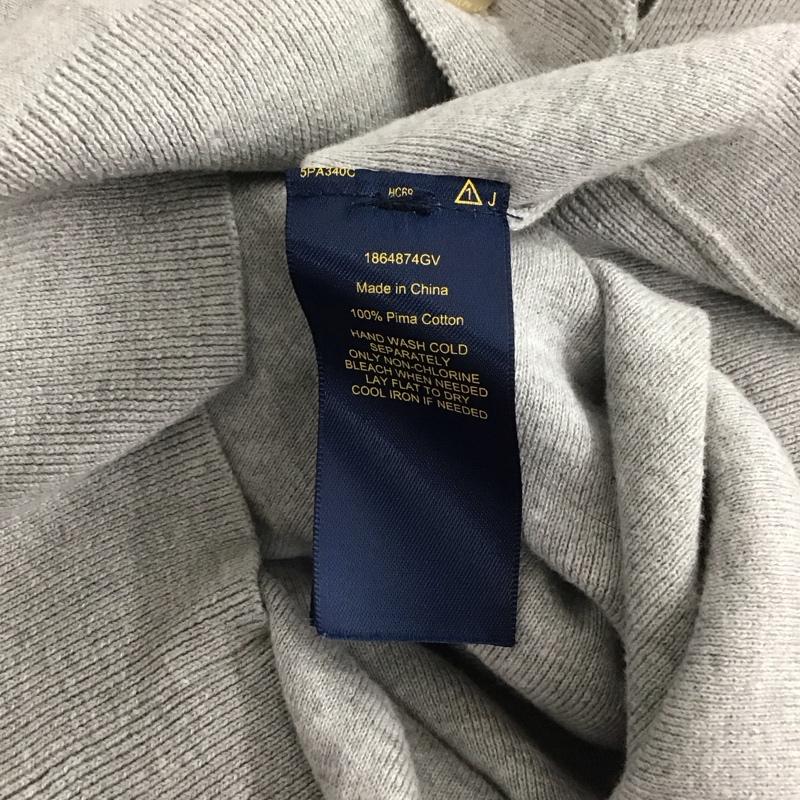 5PA340C
HC69
1 J
1864874GV
Made in China
100% Pima Cotton
HAND WASH COLD
SEPARATELY
ONLY NON-CHLORINE
BLEACH WHEN NEEDED
LAY FLAT TO DRY
COOL IRON IF NEEDED